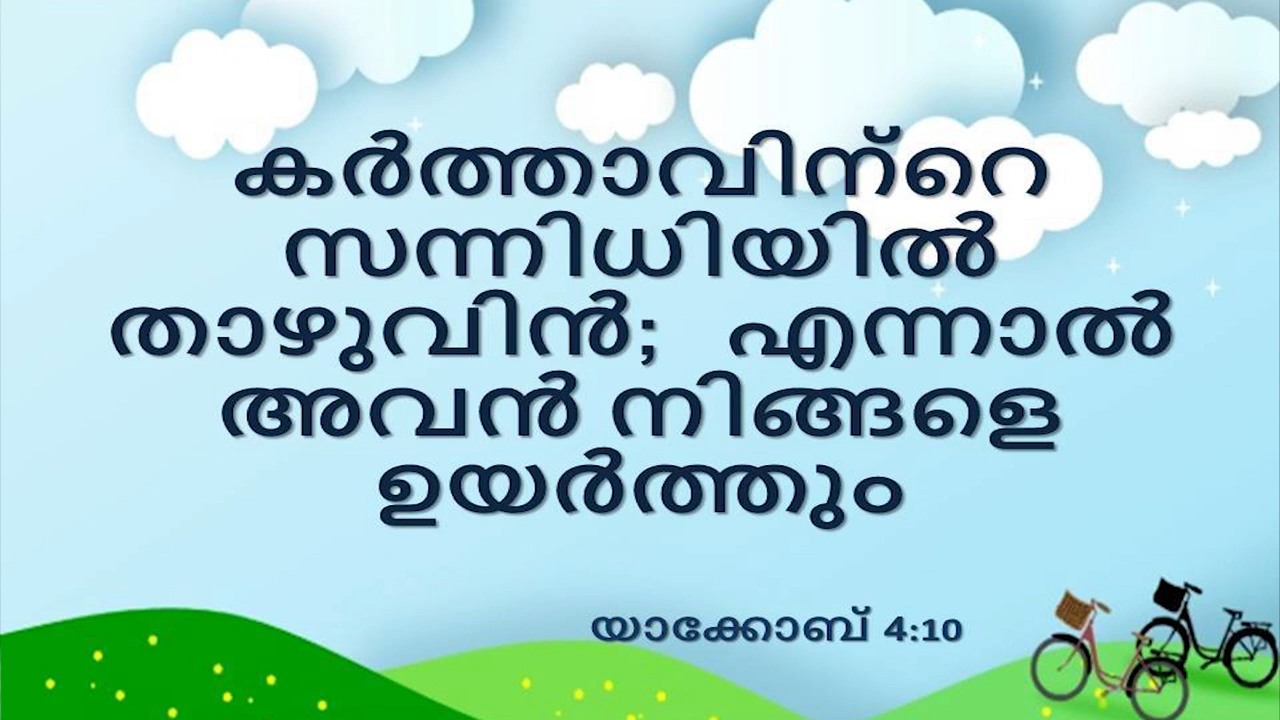 കർത്താവിന്റെ
സന്നിധിയിൽ
താഴുവിൻ; എന്നാൽ
അവൻ നിങ്ങളെ
ഉയർത്തും
യാക്കോബ് 4:10